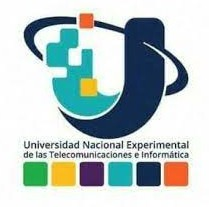 Universidad Nacional Experimental
de las Telecomunicaciones e Informática